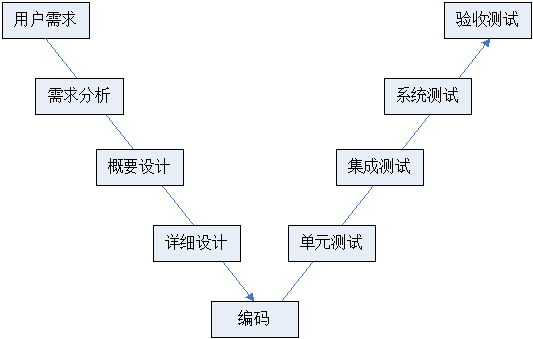 用户需求
验收测试
需求分析
系统测试
概要设计
集成测试
详细设计
单元测试
编码